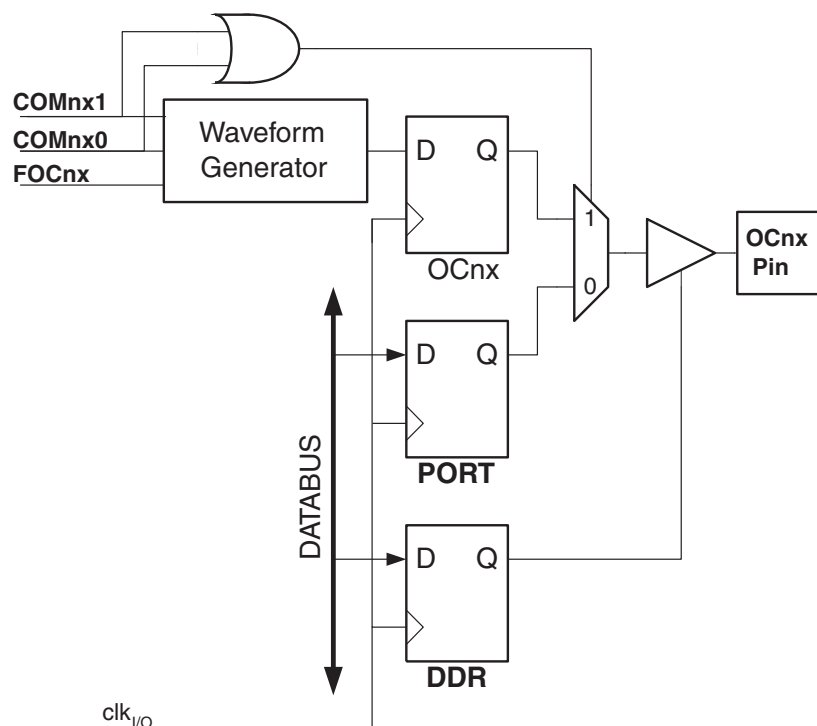 COMnx1
COMnx0
FOCnx
Waveform
Generator
D Q
OCnx
1
0
OCnx
Pin
D Q
PORT
DATABUS
D Q
DDR
clkI/O